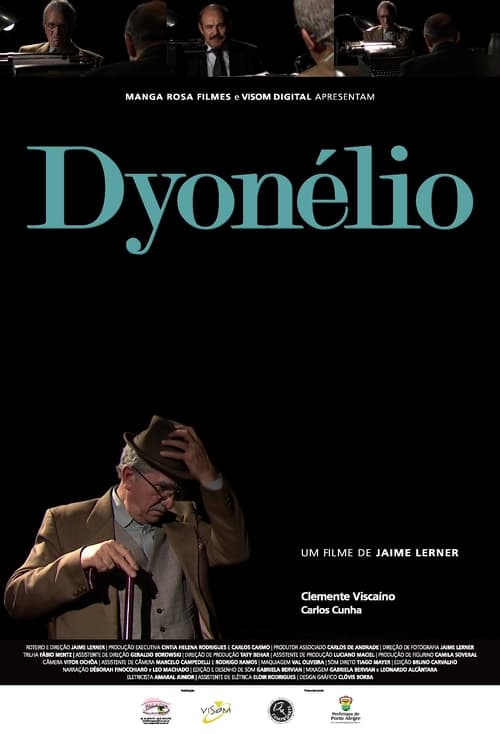 MANGA ROSA FILMES e VISOM DIGITAL APRESENTAM
Dyonélio
UM FILME DE JAIME LERNER
Clemente Viscaíno
Carlos Cunha
ROTEIRO E DIREÇÃO JAIME LERNER | PRODUÇÃO EXECUTIVA CINTIA HELENA RODRIGUES E CARLOS CARMO | PRODUTOR ASSOCIADO CARLOS DE ANDRADE | DIREÇÃO DE FOTOGRAFIA JAIME LERNER
TRILHA FÁBIO MENTZ | ASSISTENTE DE DIREÇÃO GERALDO BOROWSKI | DIREÇÃO DE PRODUÇÃO TATY BEHAR | ASSISTENTE DE PRODUÇÃO LUCIANO MACIEL | PRODUÇÃO DE FIGURINO CAMILA SOVERAL
CÂMERA VITOR OCHÔA | ASSISTENTE DE CÂMERA MARCELO CAMPEDELLI E RODRIGO RAMOS | MAQUIAGEM VAL OLIVEIRA | SOM DIRETO TIAGO MAYER | EDIÇÃO BRUNO CARVALHO
NARRAÇÃO DÉBORAH FINOCCHIARO e LEO MACHADO | EDIÇÃO E DESENHO DE SOM GABRIELA BERVIAN | MIXAGEM GABRIELA BERVIAN e LEONARDO ALCÂNTARA
ELETRICISTA AMARAL JUNIOR | ASSISTENTE DE ELÉTRICA ELOIR RODRIGUES | DESIGN GRÁFICO CLÓVIS BORBA
Realização
Financiamento
VISOM
Prefeitura de
Porto Alegre